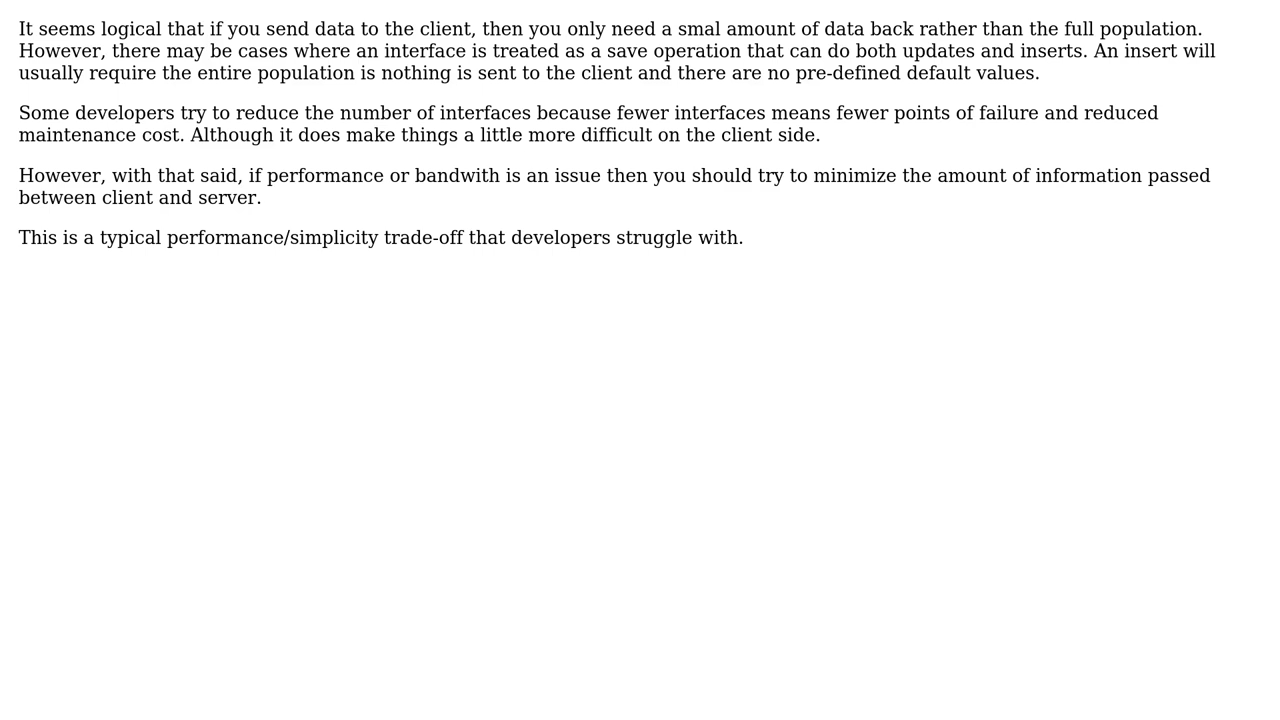 It seems logical that if you send data to the client, then you only need a smal amount of data back rather than the full population.
However, there may be cases where an interface is treated as a save operation that can do both updates and inserts. An insert will
usually require the entire population is nothing is sent to the client and there are no pre-defined default values.
Some developers try to reduce the number of interfaces because fewer interfaces means fewer points of failure and reduced
maintenance cost. Although it does make things a little more difficult on the client side.
However, with that said, if performance or bandwith is an issue then you should try to minimize the amount of information passed
between client and server.
This is a typical performance/simplicity trade-off that developers struggle with.